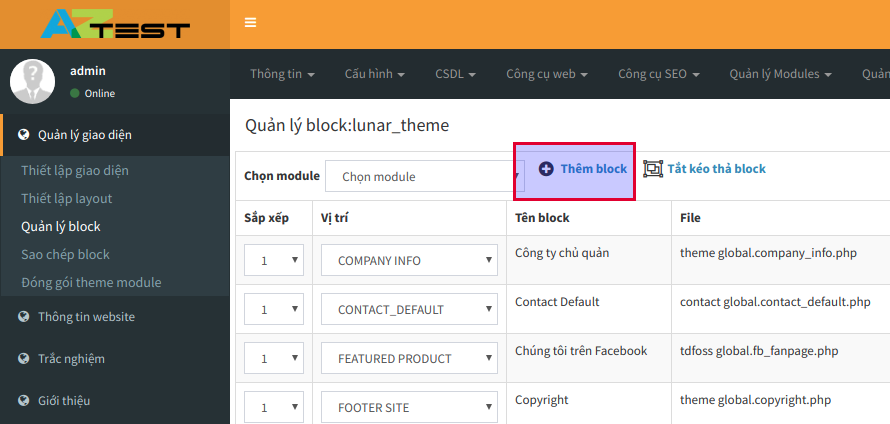 AZTEST
admin
Online
Thông tin Cấu hình CSDL Công cụ web Công cụ SEO Quản lý Modules Quản
Quản lý giao diện
Thiết lập giao diện
Thiết lập layout
Quản lý block
Sao chép block
Đóng gói theme module
Thông tin website
Trắc nghiệm
Giới thiệu
Quản lý block:lunar_theme
Chọn module Chọn module Thêm block Tắt kéo thả block
Sắp xếp Vị trí Tên block File
1 COMPANY INFO Công ty chủ quản theme global.company_info.php
1 CONTACT_DEFAULT Contact Default contact global.contact_default.php
1 FEATURED PRODUCT Chúng tôi trên Facebook tdfoss global.fb_fanpage.php
1 FOOTER SITE Copyright theme global.copyright.php